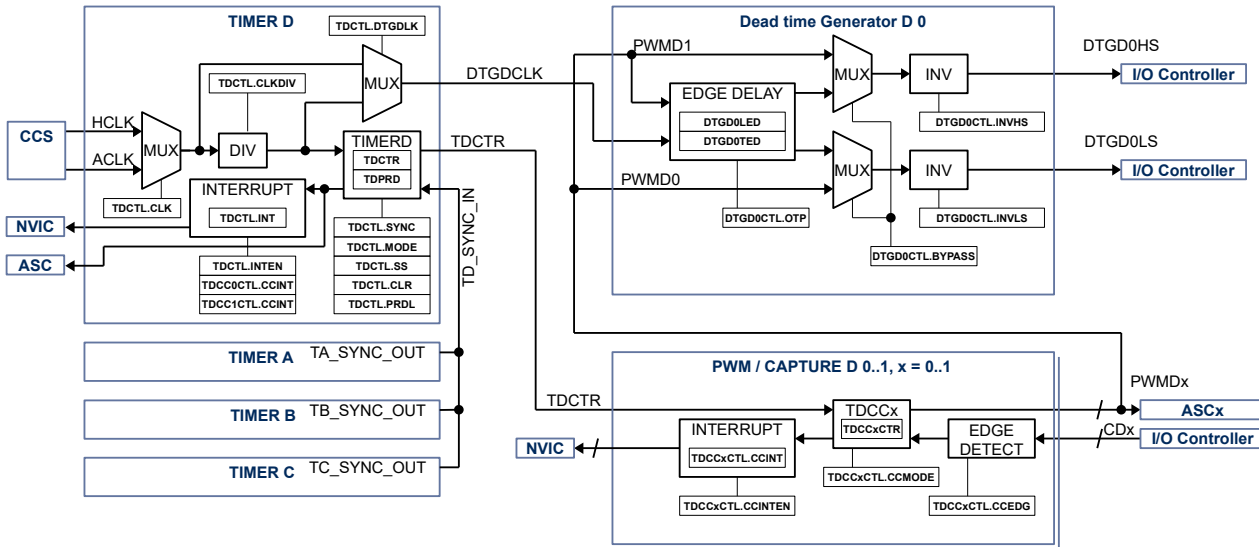 TIMER D
TDCTL.DTGDLK
MUX
TDCTL.CLKDIV
CCS
HCLK
ACLK
MUX
DIV
TIMERD
TDCTR
TDPRD
TDCTR
TDCTL.CLK
INTERRUPT
TDCTL.INT
NVIC
ASC
TDCTL.INTEN
TDCC0CTL.CCINT
TDCC1CTL.CCINT
TDCTL.SYNC
TDCTL.MODE
TDCTL.SS
TDCTL.CLR
TDCTL.PRDL
TD_SYNC_IN
DTGDCLK
TIMER A
TA_SYNC_OUT
TIMER B
TB_SYNC_OUT
TIMER C
TC_SYNC_OUT
Dead time Generator D 0
PWMD1
MUX
INV
DTGD0HS
I/O Controller
EDGE DELAY
DTGD0LED
DTGD0TED
DTGD0CTL.INVHS
PWMD0
MUX
INV
DTGD0LS
I/O Controller
DTGD0CTL.OTP
DTGD0CTL.INVLS
DTGD0CTL.BYPASS
PWM / CAPTURE D 0..1, x = 0..1
TDCTR
TDCCx
TDCCxCTR
PWMDx
ASCx
CDx
I/O Controller
NVIC
INTERRUPT
TDCCxCTL.CCINT
EDGE
DETECT
TDCCxCTL.CCMODE
TDCCxCTL.CCINTEN
TDCCxCTL.CCEDG